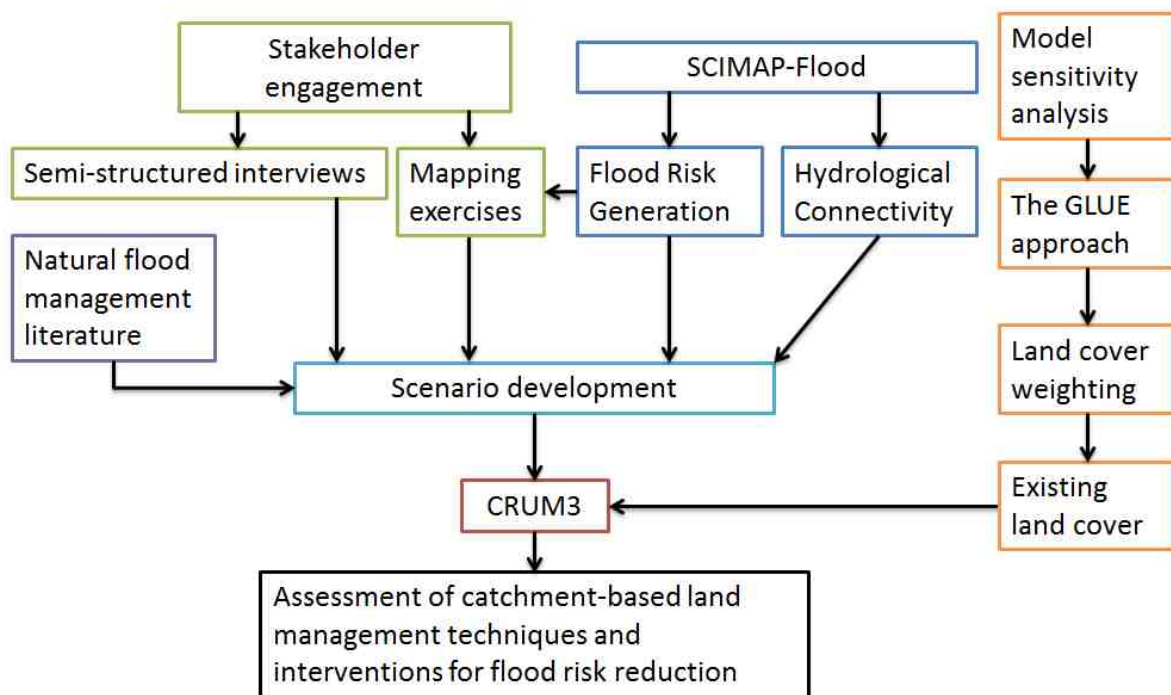 Stakeholder
engagement
SCIMAP-Flood
Model
sensitivity
analysis
Semi-structured interviews
Mapping
exercises
Flood Risk
Generation
Hydrological
Connectivity
The GLUE
approach
Natural flood
management
literature
Land cover
weighting
Scenario development
CRUM3
Existing
land cover
Assessment of catchment-based land
management techniques and
interventions for flood risk reduction